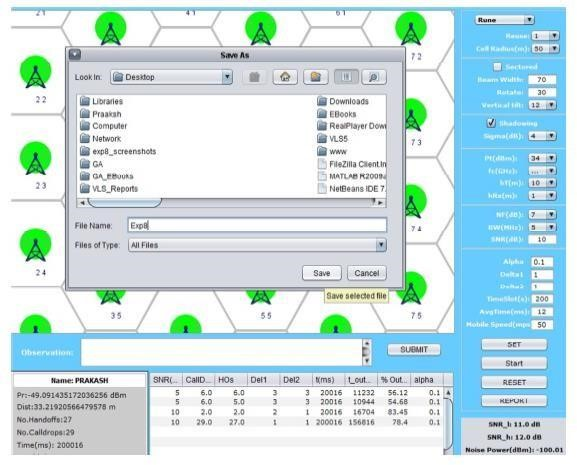 21
41
61
Save As
Look In: Desktop
Libraries
Praaksh
Computer
Network
exp8_screenshots
GA
GA_EBooks
VLS_Reports
Downloads
EBooks
RealPlayer Down
VLS5
www
FileZilla Client.ln
MATLAB R2009a
NetBeans IDE 7.
File Name: Exp8
Files of Type: All Files
Save Cancel
Save selected file
22
23
24
35
55
72
73
74
75
Rune
Reuse: 1
Cell Radius(m): 50
Sectored
Beam Width: 70
Rotate: 30
Vertical tilt: 12
Shadowing
Sigma(dB): 4
Pt(dBm): 34
fc(GHz): ...
hT(m): 10
hRx(m): 1
NF(dB): 7
BW(MHz): 5
SNR(dB): 10
Alpha 0.1
Delta1 1
Delta2 1
TimeSlot(s): 200
AvgTime(ms): 12
Mobile Speed(mps 50
SET
Start
RESET
REPORT
SNR_l: 11.0 dB
SNR_h: 12.0 dB
Noise Power(dBm): -100.01
Observation: SUBMIT
Name: PRAKASH
Pr:-49.091435172036256 dBm
Dist:33.21920566479578 m
No.Handoffs:27
No.Calldrops:29
Time(ms): 200016
SNR(... CallD... HOs Del1 Del2 t(ms) t_out... % Out... alpha
5 6.0 6.0 3 3 20016 11232 56.12 0.1
5 6.0 5.0 3 3 20016 10944 54.68 0.1
10 2.0 2.0 2 1 20016 16704 83.45 0.1
10 29.0 27.0 1 1 200016 156816 78.4 0.1